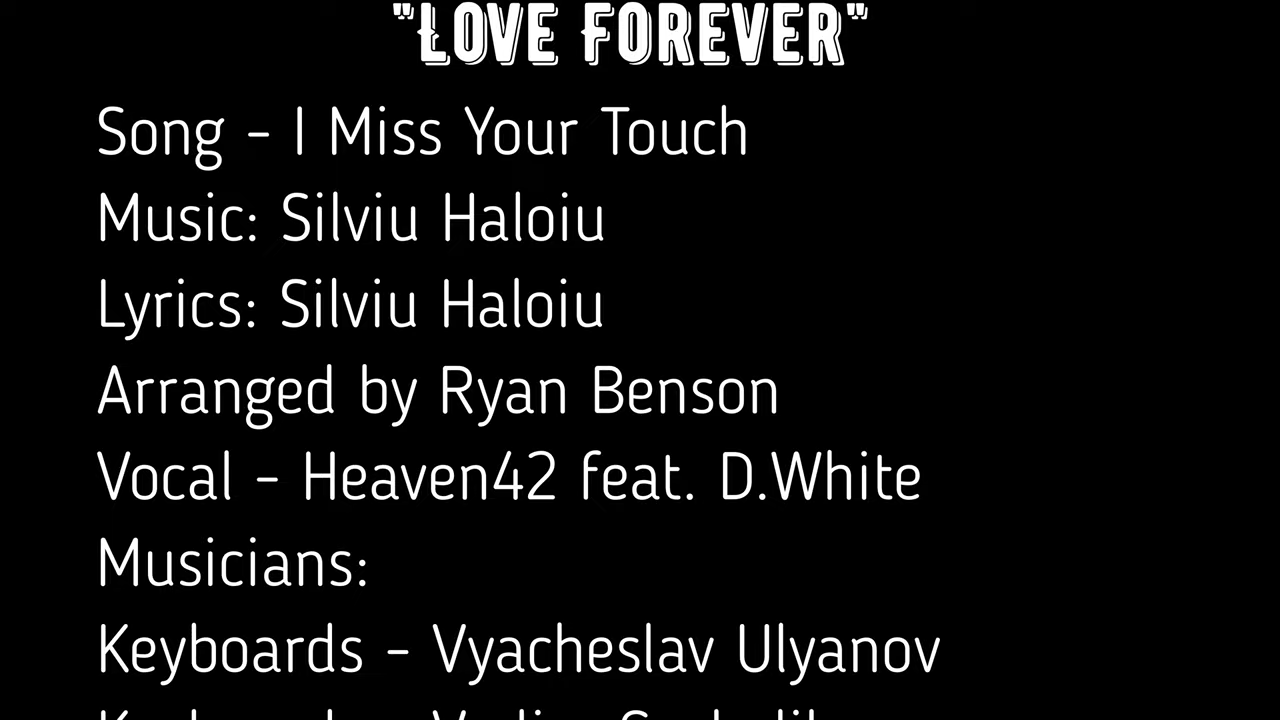 "Love Forever"
Song - I Miss Your Touch
Music: Silviu Haloiu
Lyrics: Silviu Haloiu
Arranged by Ryan Benson
Vocal - Heaven42 feat. D.White
Musicians:
Keyboards - Vyacheslav Ulyanov